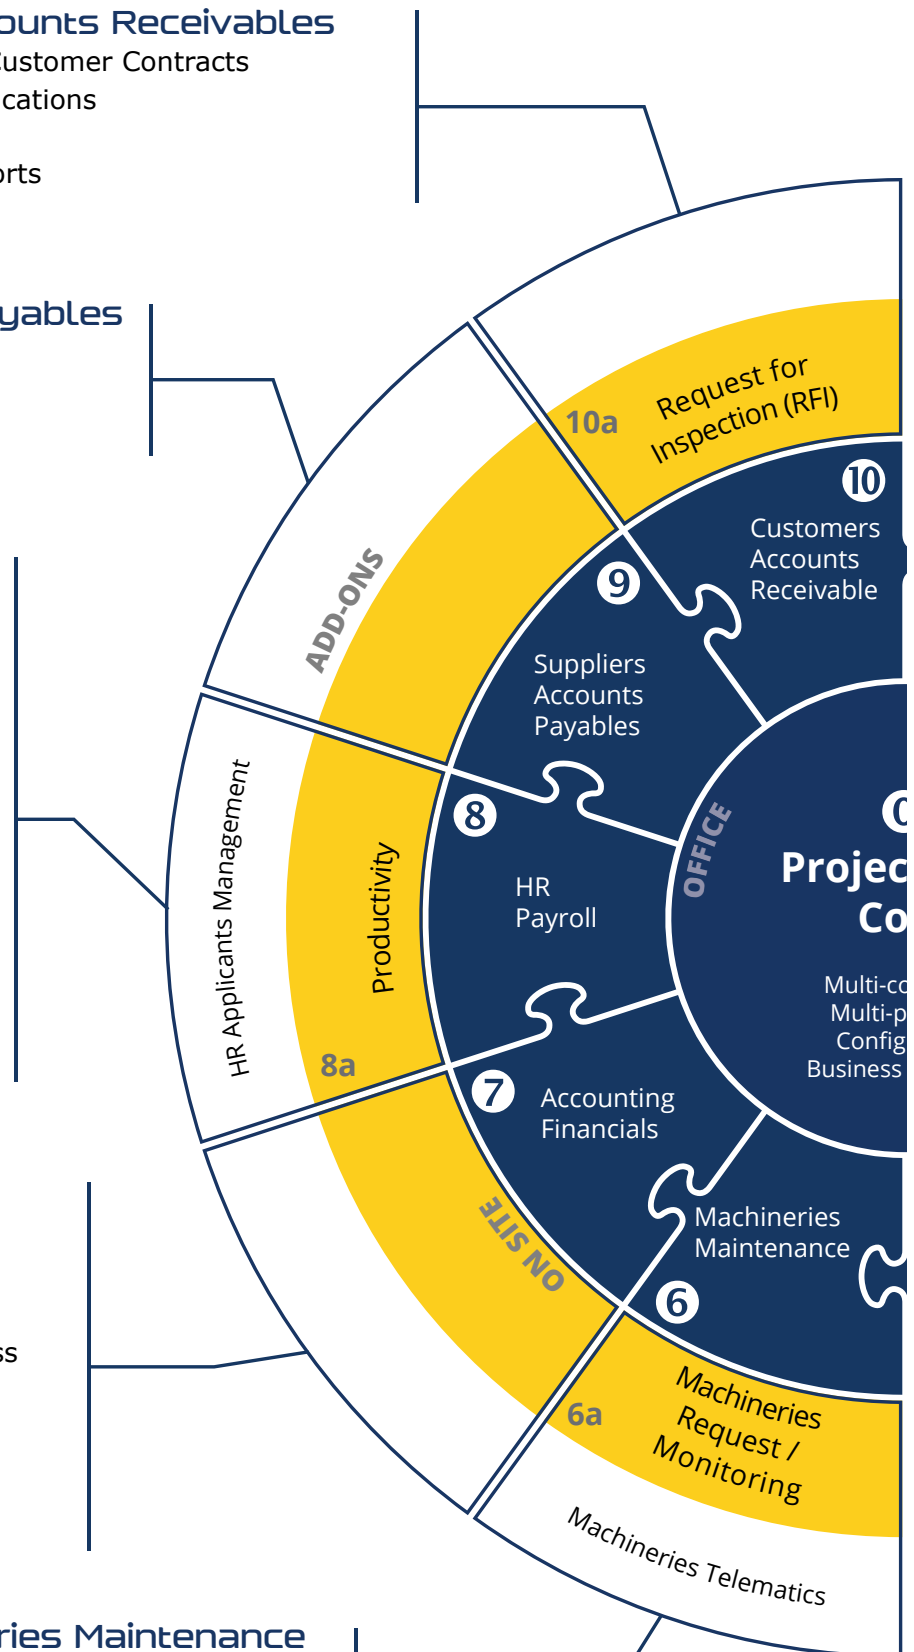 ounts Receivables
Customer Contracts
cations
orts
yables
Request for
Inspection (RFI)
10a
10
Customers
Accounts
Receivable
ADD-ONS
9
Suppliers
Accounts
Payables
HR Applicants Management
Productivity
8a
8
HR
Payroll
OFFICE
0
Projec
Co
Multi-co
Multi-p
Config
Business
7
Accounting
Financials
ON SITE
Machineries
Maintenance
6
ss
6a
Machineries
Request /
Monitoring
Machineries Telematics
ries Maintenance